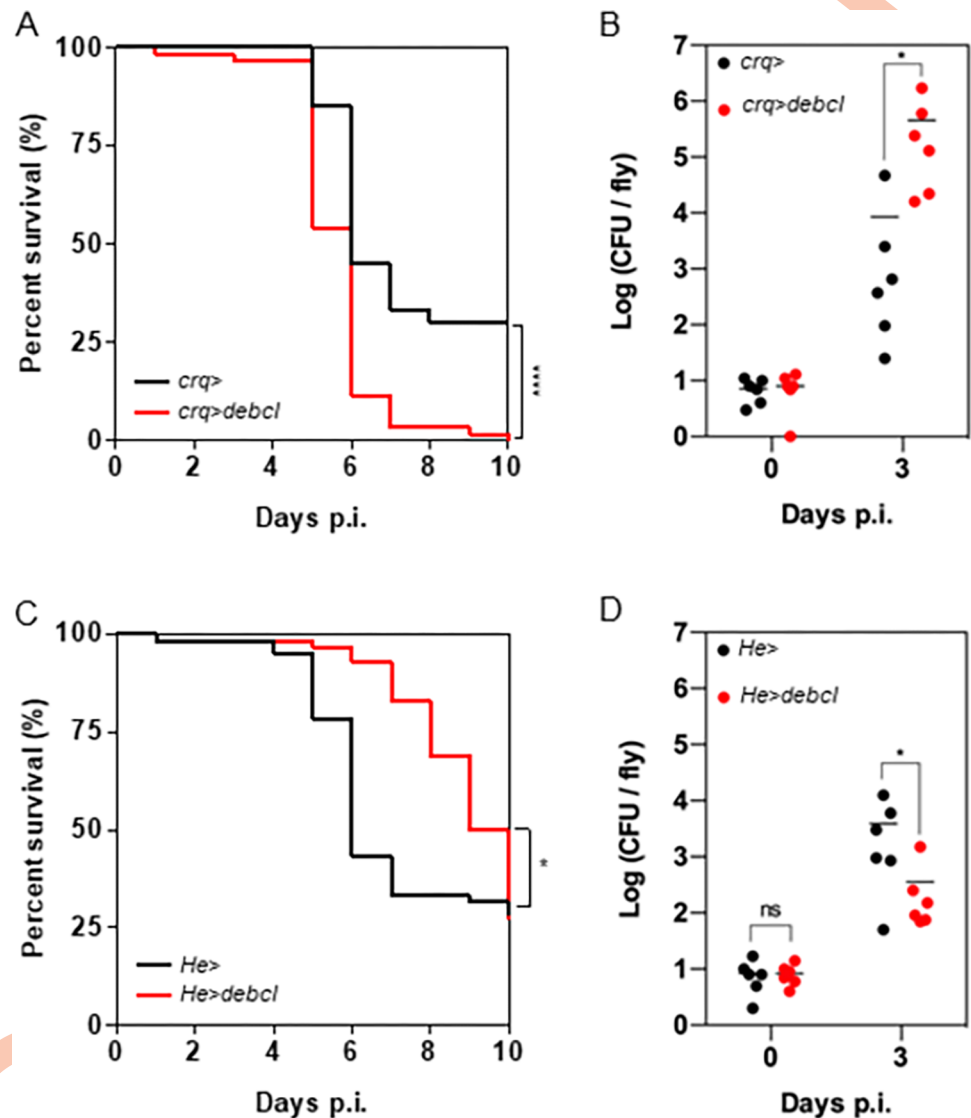 A
100
75
50
25
0
Percent survival (%)
crq>
crq>debcl
****
0 2 4 6 8 10
Days p.i.
B
7
6
5
4
3
2
1
0
Log (CFU / fly)
crq>
crq>debcl
*
0 3
Days p.i.
C
100
75
50
25
0
Percent survival (%)
He>
He>debcl
*
0 2 4 6 8 10
Days p.i.
D
7
6
5
4
3
2
1
0
Log (CFU / fly)
He>
He>debcl
ns
*
0 3
Days p.i.